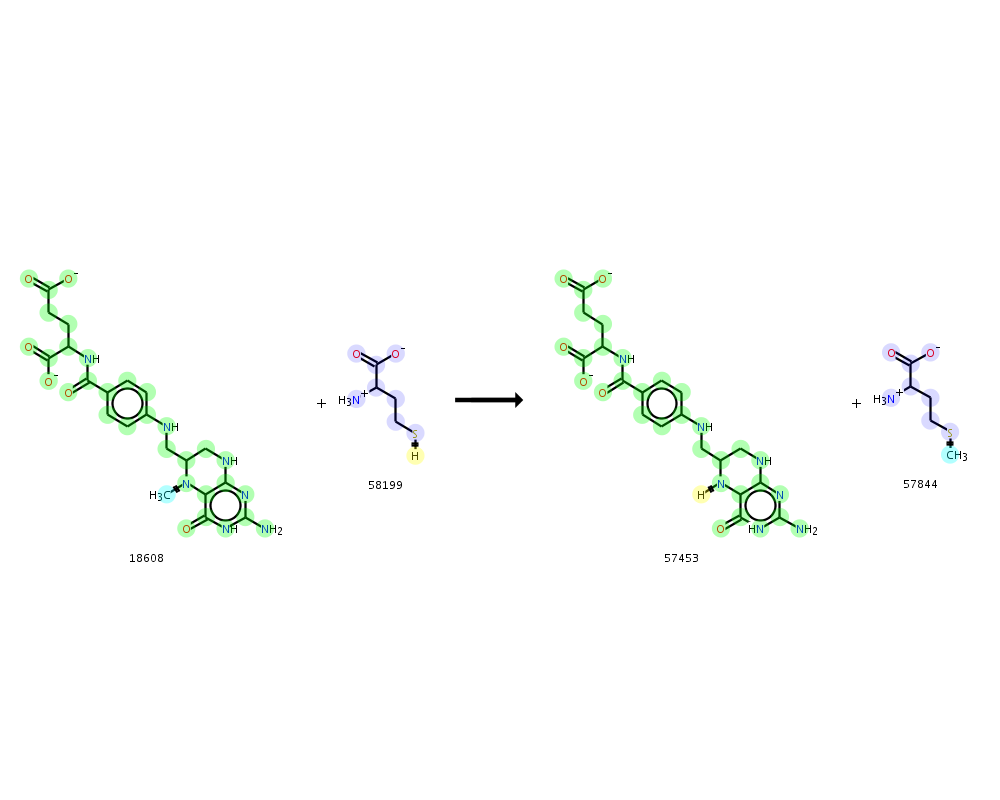 O O⁻
O NH
O⁻ O
NH
NH
H₃C N N
O NH NH₂
18608
+
O O⁻
H₃N⁺
S
H
58199
O O⁻
O NH
O⁻ O
NH
NH
H N N
O HN NH₂
57453
+
O O⁻
H₃N⁺
S
CH₃
57844